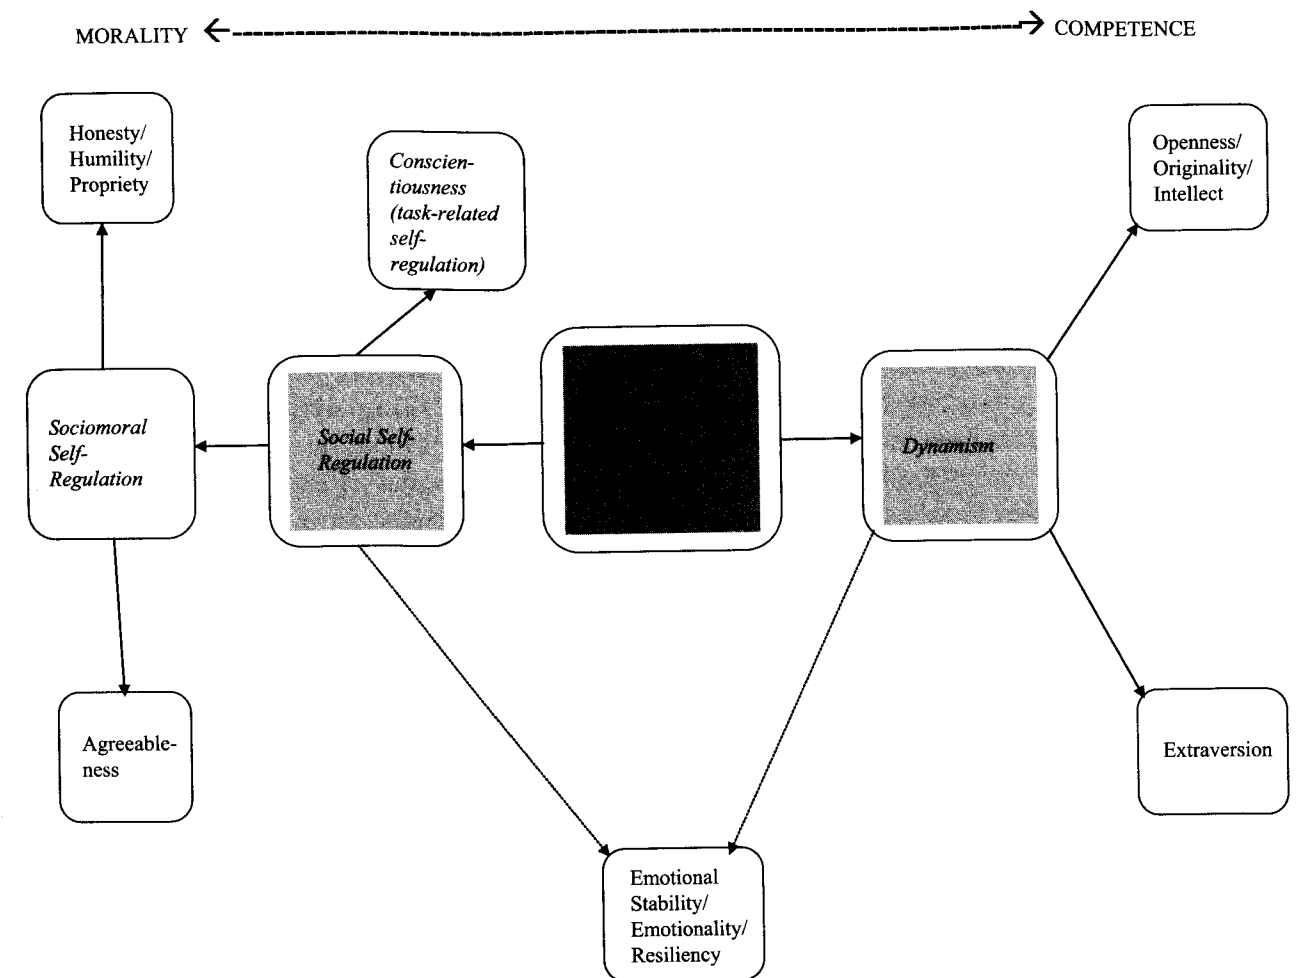 MORALITY
COMPETENCE
Honesty/
Humility/
Propriety
Conscien-
tiousness
(task-related
self-
regulation)
Openness/
Originality/
Intellect
Sociomoral
Self-
Regulation
Social Self-
Regulation
Dynamism
Agreeable-
ness
Extraversion
Emotional
Stability/
Emotionality/
Resiliency